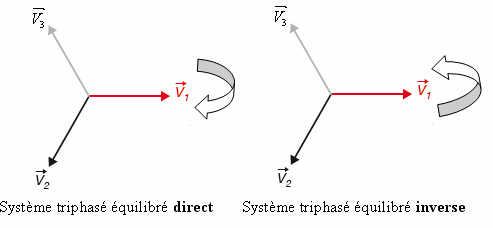 V₃ V₃
V₁ V₁
V₂ V₂
Système triphasé équilibré direct Système triphasé équilibré inverse